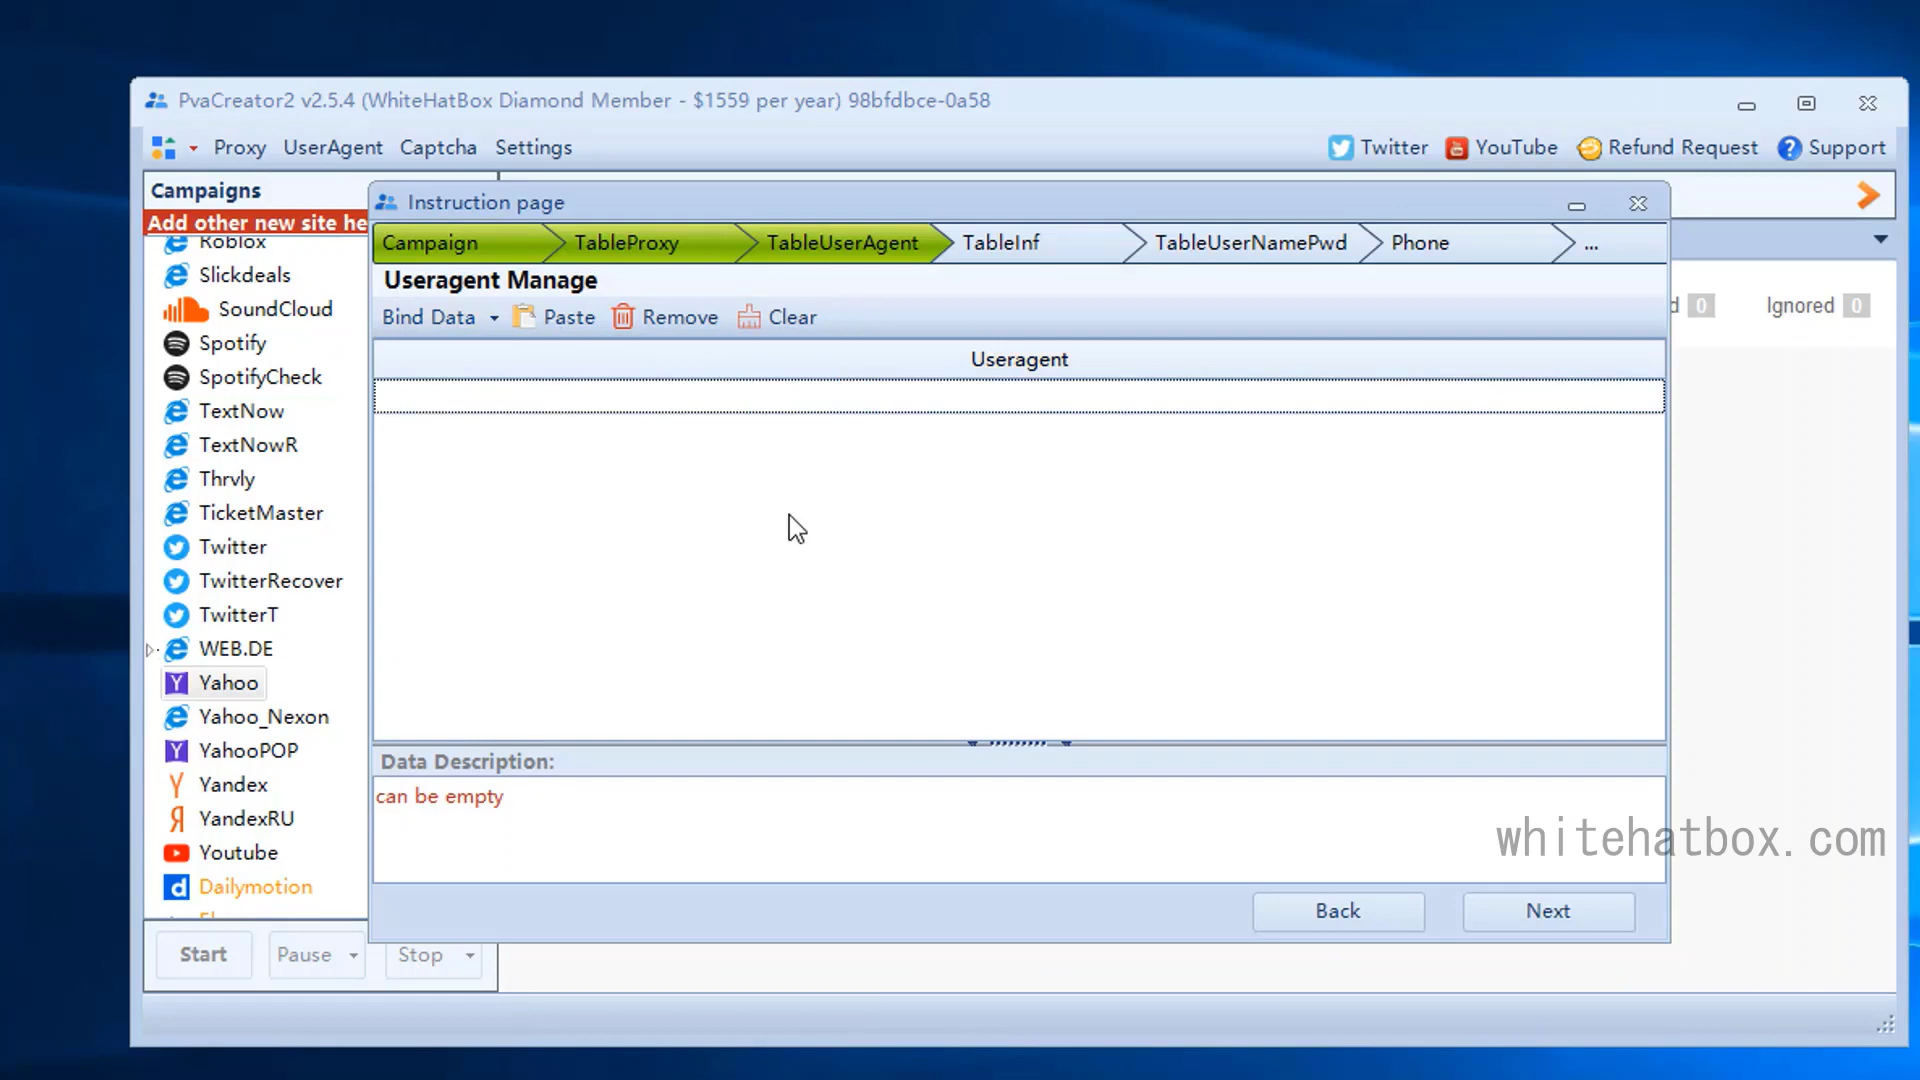 PvaCreator2 v2.5.4 (WhiteHatBox Diamond Member - $1559 per year) 98bfdbce-0a58
Proxy UserAgent Captcha Settings Twitter YouTube Refund Request Support
Campaigns
Add other new site he
Roblox
Slickdeals
SoundCloud
Spotify
SpotifyCheck
TextNow
TextNowR
Thrvly
TicketMaster
Twitter
TwitterRecover
TwitterT
WEB.DE
Yahoo
Yahoo_Nexon
YahooPOP
Yandex
YandexRU
Youtube
Dailymotion
Start Pause Stop
Instruction page
Campaign TableProxy TableUserAgent TableInf TableUserNamePwd Phone ...
Useragent Manage
Bind Data Paste Remove Clear
Useragent
Data Description:
can be empty
Back Next
d 0 Ignored 0
whitehatbox.com